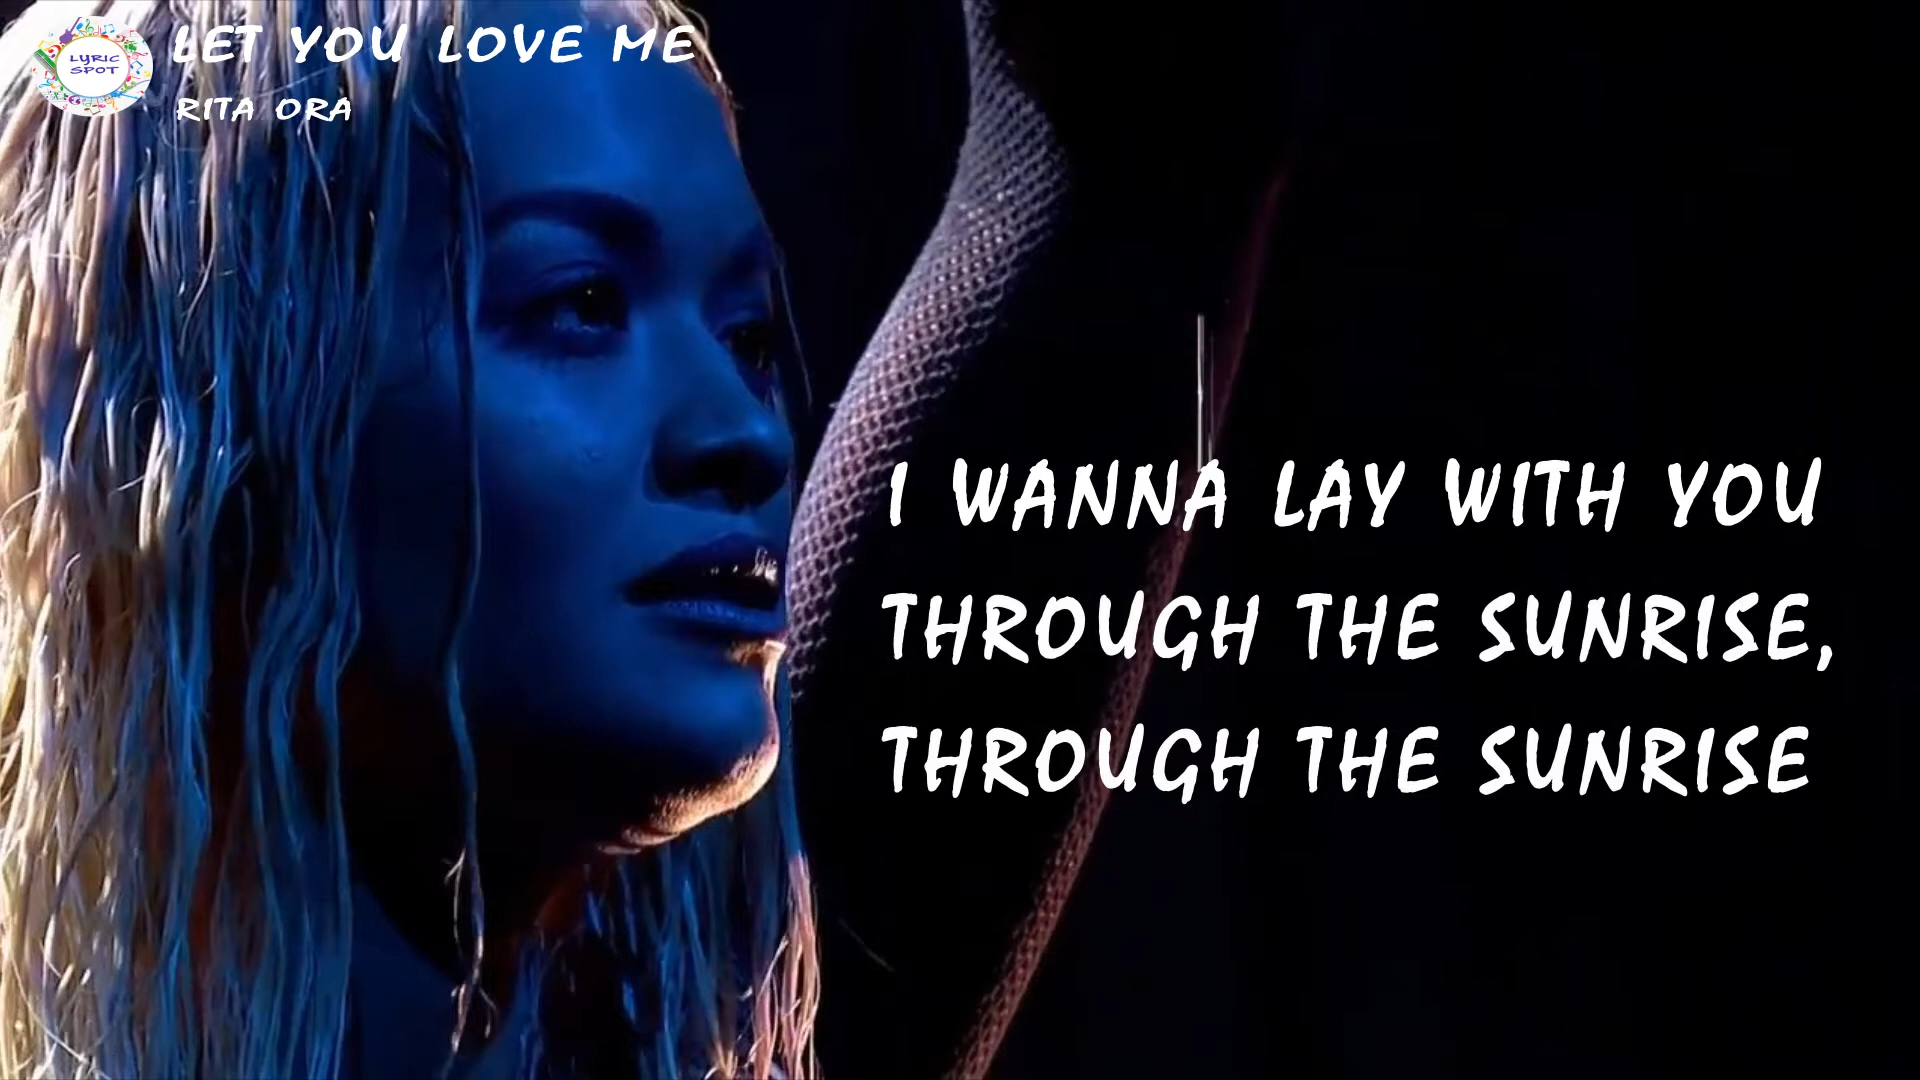 LYRIC
SPOT
LET YOU LOVE ME
RITA ORA
I WANNA LAY WITH YOU
THROUGH THE SUNRISE,
THROUGH THE SUNRISE